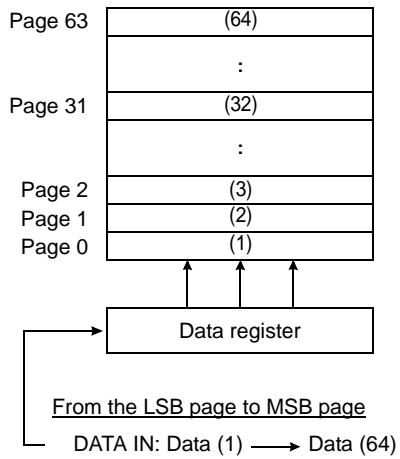 Page 63 (64)
:
Page 31 (32)
:
Page 2 (3)
Page 1 (2)
Page 0 (1)
Data register
From the LSB page to MSB page
DATA IN: Data (1) Data (64)